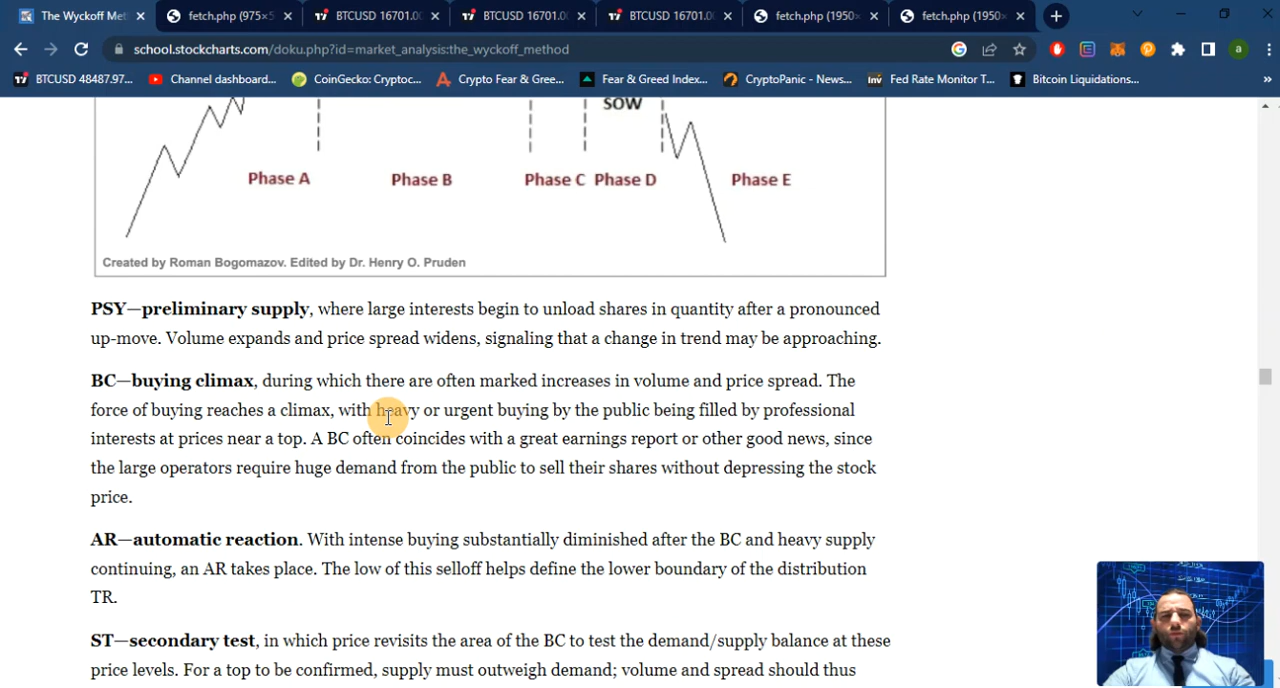 The Wyckoff Met
fetch.php (975×5
BTCUSD 16701.00
BTCUSD 16701.00
BTCUSD 16701.00
fetch.php (1950×
fetch.php (1950×
school.stockcharts.com/doku.php?id=market_analysis:the_wyckoff_method
BTCUSD 48487.97...
Channel dashboard...
CoinGecko: Cryptoc...
Crypto Fear & Gree...
Fear & Greed Index...
CryptoPanic - News...
Fed Rate Monitor T...
Bitcoin Liquidations...
SOW
Phase A Phase B Phase C Phase D Phase E
Created by Roman Bogomazov. Edited by Dr. Henry O. Pruden
PSY—preliminary supply, where large interests begin to unload shares in quantity after a pronounced
up-move. Volume expands and price spread widens, signaling that a change in trend may be approaching.
BC—buying climax, during which there are often marked increases in volume and price spread. The
force of buying reaches a climax, with heavy or urgent buying by the public being filled by professional
interests at prices near a top. A BC often coincides with a great earnings report or other good news, since
the large operators require huge demand from the public to sell their shares without depressing the stock
price.
AR—automatic reaction. With intense buying substantially diminished after the BC and heavy supply
continuing, an AR takes place. The low of this selloff helps define the lower boundary of the distribution
TR.
ST—secondary test, in which price revisits the area of the BC to test the demand/supply balance at these
price levels. For a top to be confirmed, supply must outweigh demand; volume and spread should thus